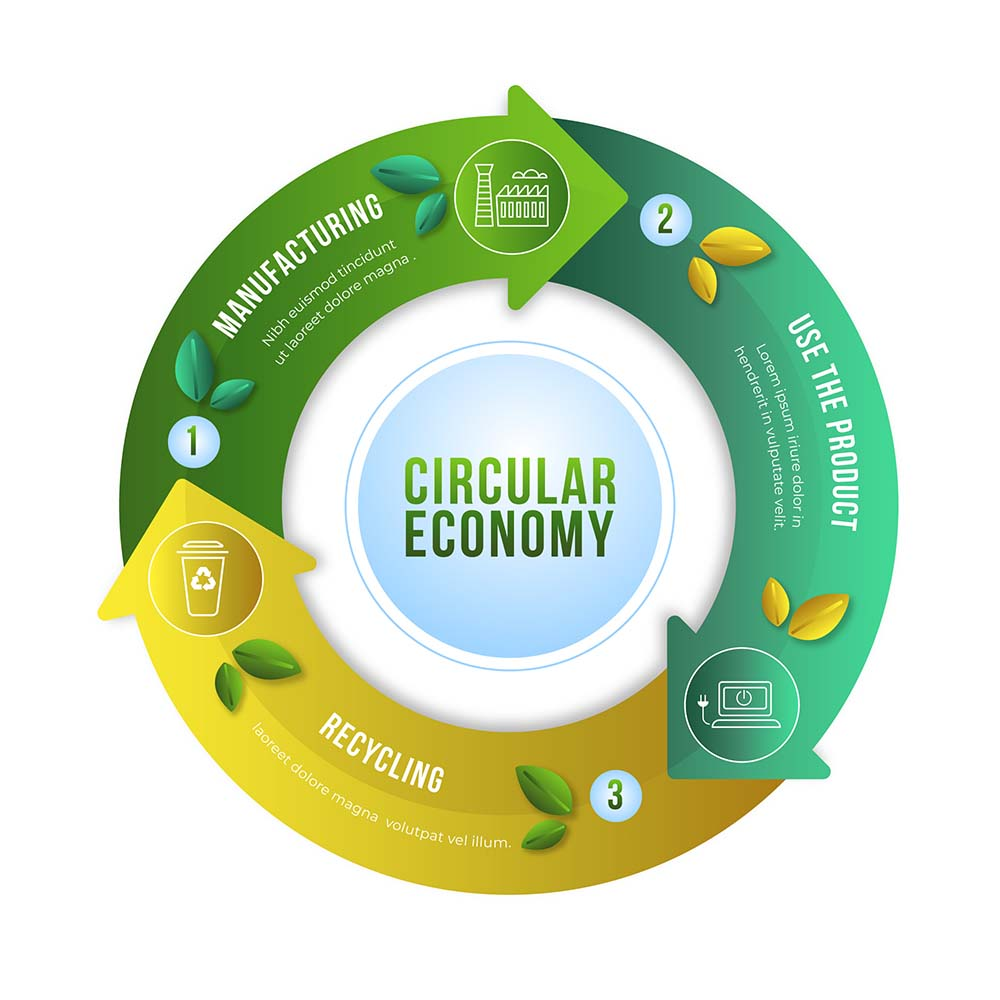 CIRCULAR
ECONOMY
1
MANUFACTURING
Nibh euismod tincidunt
ut laoreet dolore magna .
2
USE THE PRODUCT
Lorem ipsum iriure dolor in
hendrerit in vulputate velit.
3
RECYCLING
laoreet dolore magna volutpat vel illum.